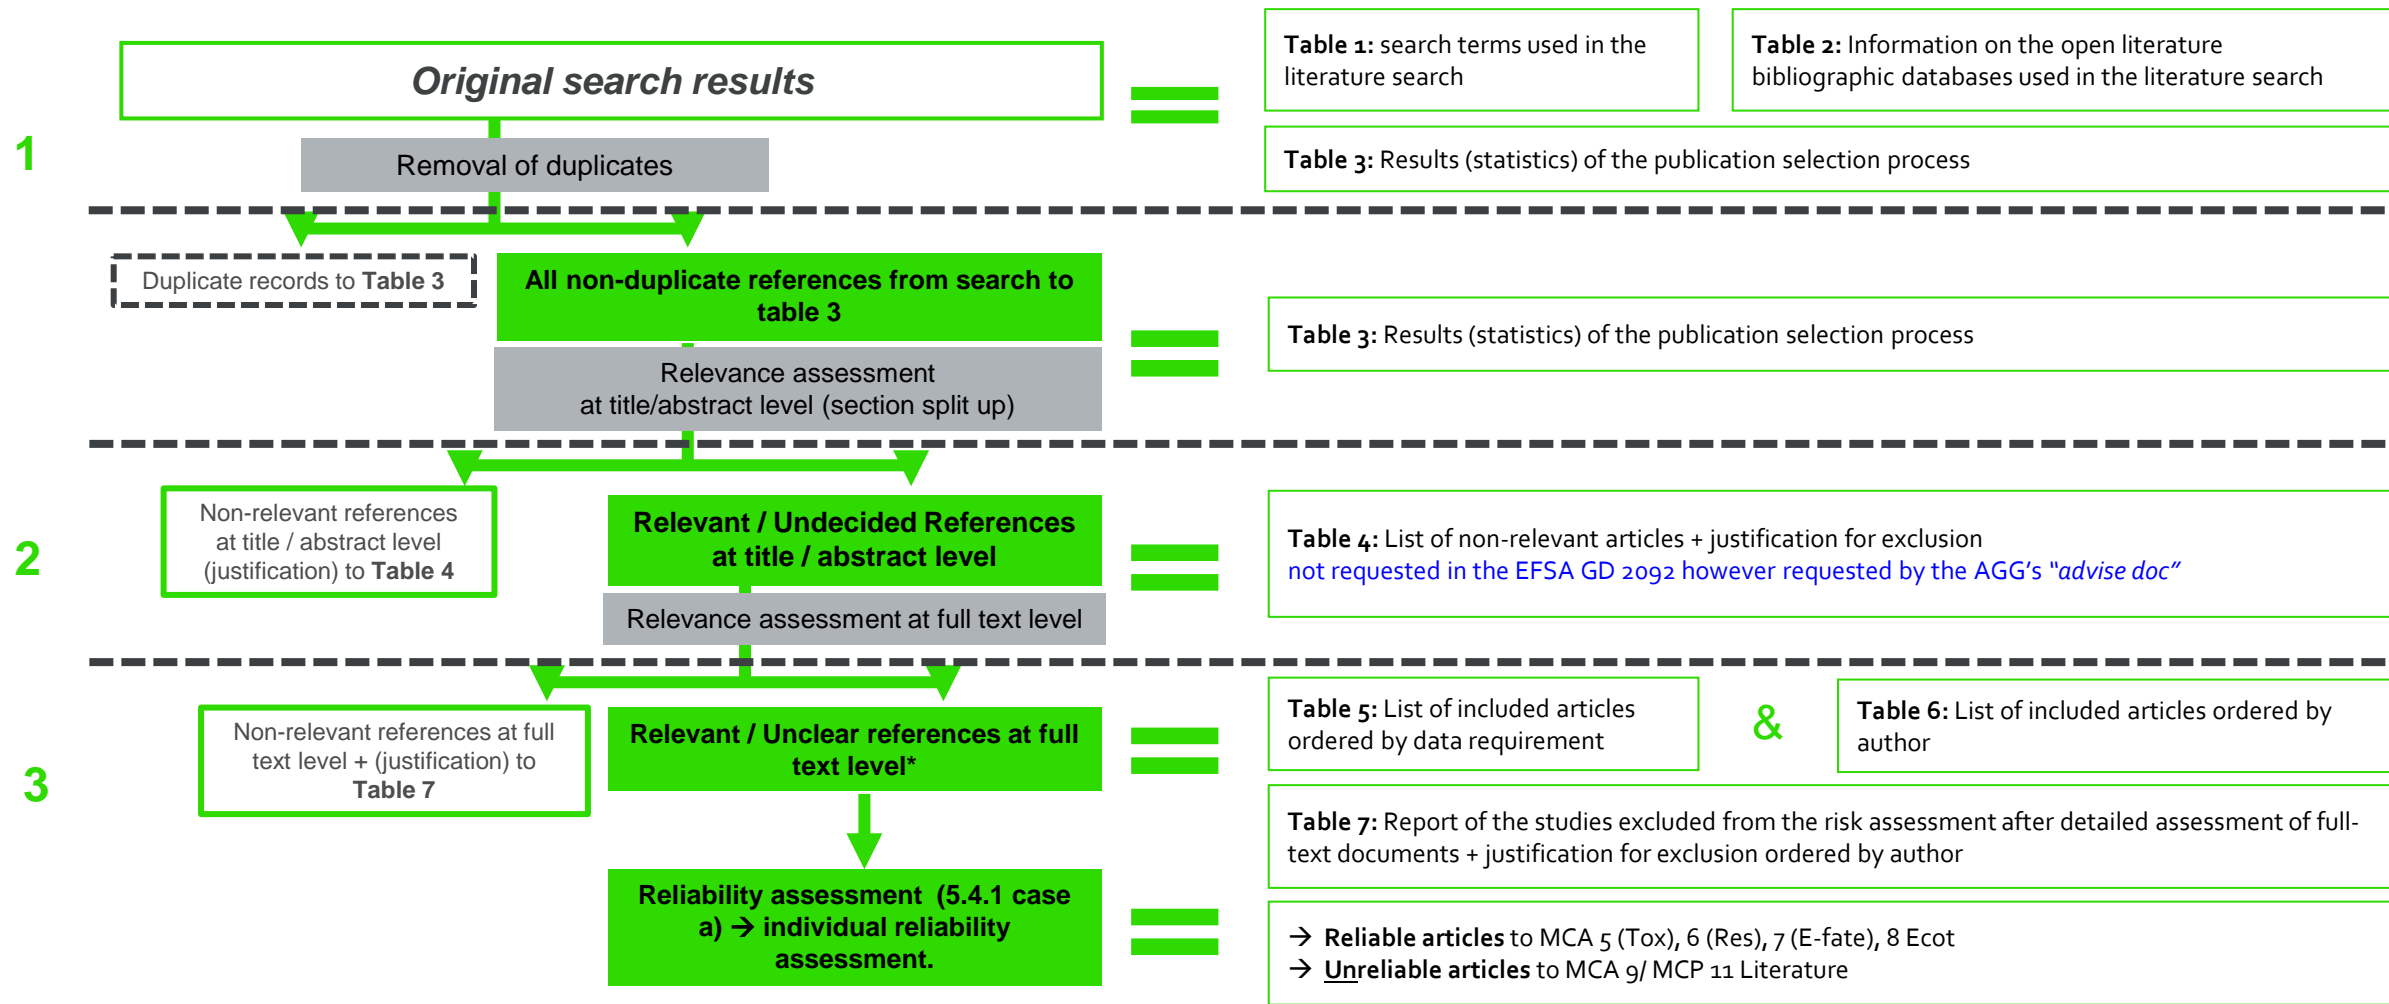 1
Original search results
Removal of duplicates
Table 1: search terms used in the
literature search
Table 2: Information on the open literature
bibliographic databases used in the literature search
Table 3: Results (statistics) of the publication selection process
Duplicate records to Table 3
All non-duplicate references from search to
table 3
Relevance assessment
at title/abstract level (section split up)
Table 3: Results (statistics) of the publication selection process
2
Non-relevant references
at title / abstract level
(justification) to Table 4
Relevant / Undecided References
at title / abstract level
Relevance assessment at full text level
Table 4: List of non-relevant articles + justification for exclusion
not requested in the EFSA GD 2092 however requested by the AGG's "advise doc"
3
Non-relevant references at full
text level + (justification) to
Table 7
Relevant / Unclear references at full
text level*
Table 5: List of included articles
ordered by data requirement
&
Table 6: List of included articles ordered by
author
Table 7: Report of the studies excluded from the risk assessment after detailed assessment of full-
text documents + justification for exclusion ordered by author
Reliability assessment (5.4.1 case
a) → individual reliability
assessment.
→ Reliable articles to MCA 5 (Tox), 6 (Res), 7 (E-fate), 8 Ecot
→ Unreliable articles to MCA 9/ MCP 11 Literature